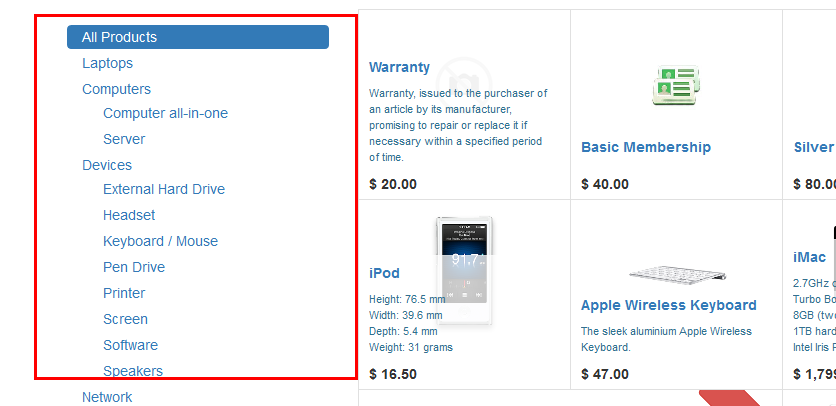 All Products
Laptops
Computers
Computer all-in-one
Server
Devices
External Hard Drive
Headset
Keyboard / Mouse
Pen Drive
Printer
Screen
Software
Speakers
Network
Warranty
Warranty, issued to the purchaser of
an article by its manufacturer,
promising to repair or replace it if
necessary within a specified period
of time.
$ 20.00
Basic Membership
$ 40.00
Silver
$ 80.0
iPod
91.7
Height: 76.5 mm
Width: 39.6 mm
Depth: 5.4 mm
Weight: 31 grams
$ 16.50
Apple Wireless Keyboard
The sleek aluminium Apple Wireless
Keyboard.
$ 47.00
iMac
2.7GHz
Turbo Bo
8GB (two
1TB hard
Intel Iris
$ 1,799